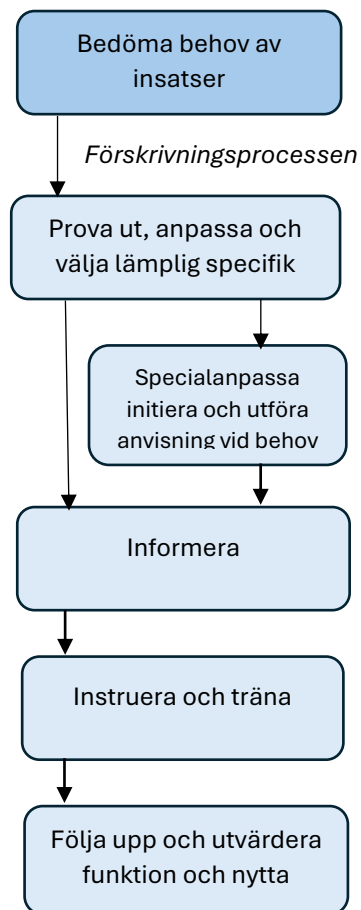 Bedöma behov av
insatser
Förskrivningsprocessen
Prova ut, anpassa och
välja lämplig specifik
Specialanpassa
initiera och utföra
anvisning vid behov
Informera
Instruera och träna
Följa upp och utvärdera
funktion och nytta